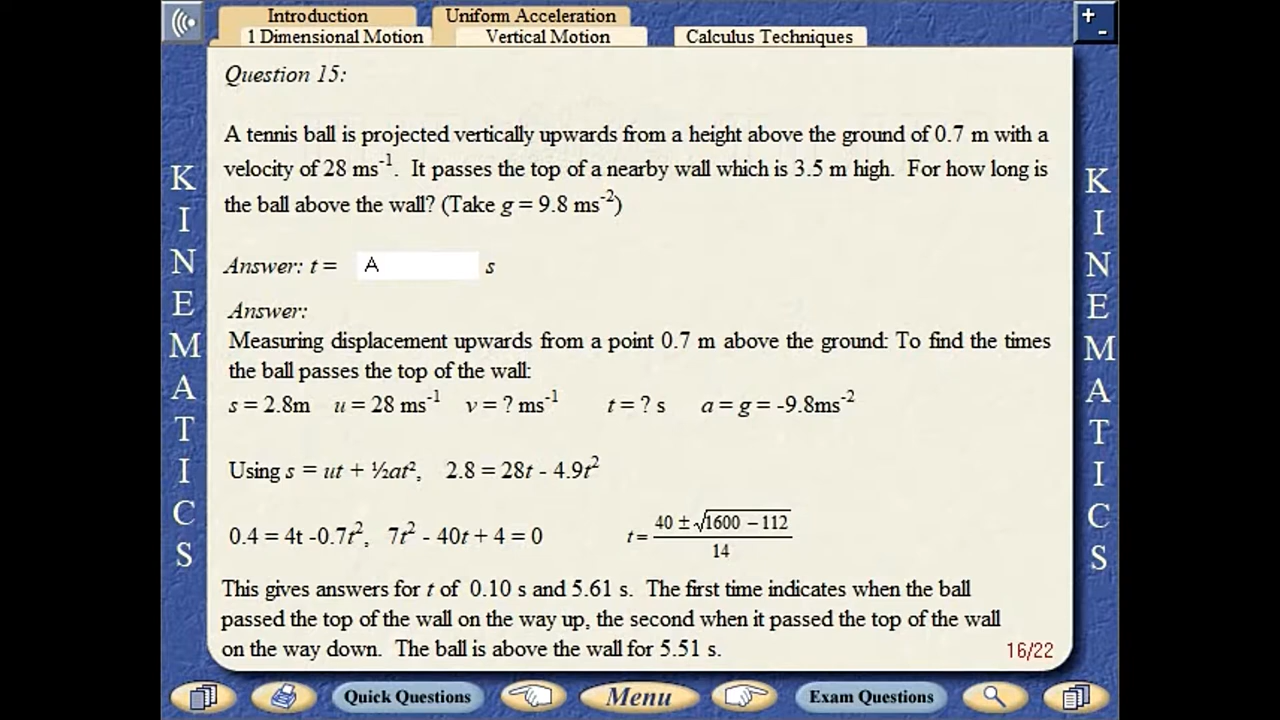 Introduction
Uniform Acceleration
+
-
1 Dimensional Motion
Vertical Motion
Calculus Techniques
Question 15:
A tennis ball is projected vertically upwards from a height above the ground of 0.7 m with a
velocity of 28 ms⁻¹. It passes the top of a nearby wall which is 3.5 m high. For how long is
the ball above the wall? (Take g = 9.8 ms⁻²)
Answer: t = A s
Answer:
Measuring displacement upwards from a point 0.7 m above the ground: To find the times
the ball passes the top of the wall:
s = 2.8m u = 28 ms⁻¹ v = ? ms⁻¹ t = ? s a = g = -9.8ms⁻²
Using s = ut + ½at², 2.8 = 28t - 4.9t²
0.4 = 4t -0.7t², 7t² - 40t + 4 = 0 t = (40 ± √(1600 - 112))/14
This gives answers for t of 0.10 s and 5.61 s. The first time indicates when the ball
passed the top of the wall on the way up, the second when it passed the top of the wall
on the way down. The ball is above the wall for 5.51 s.
16/22
KINEMATICS
KINEMATICS
Quick Questions
Menu
Exam Questions